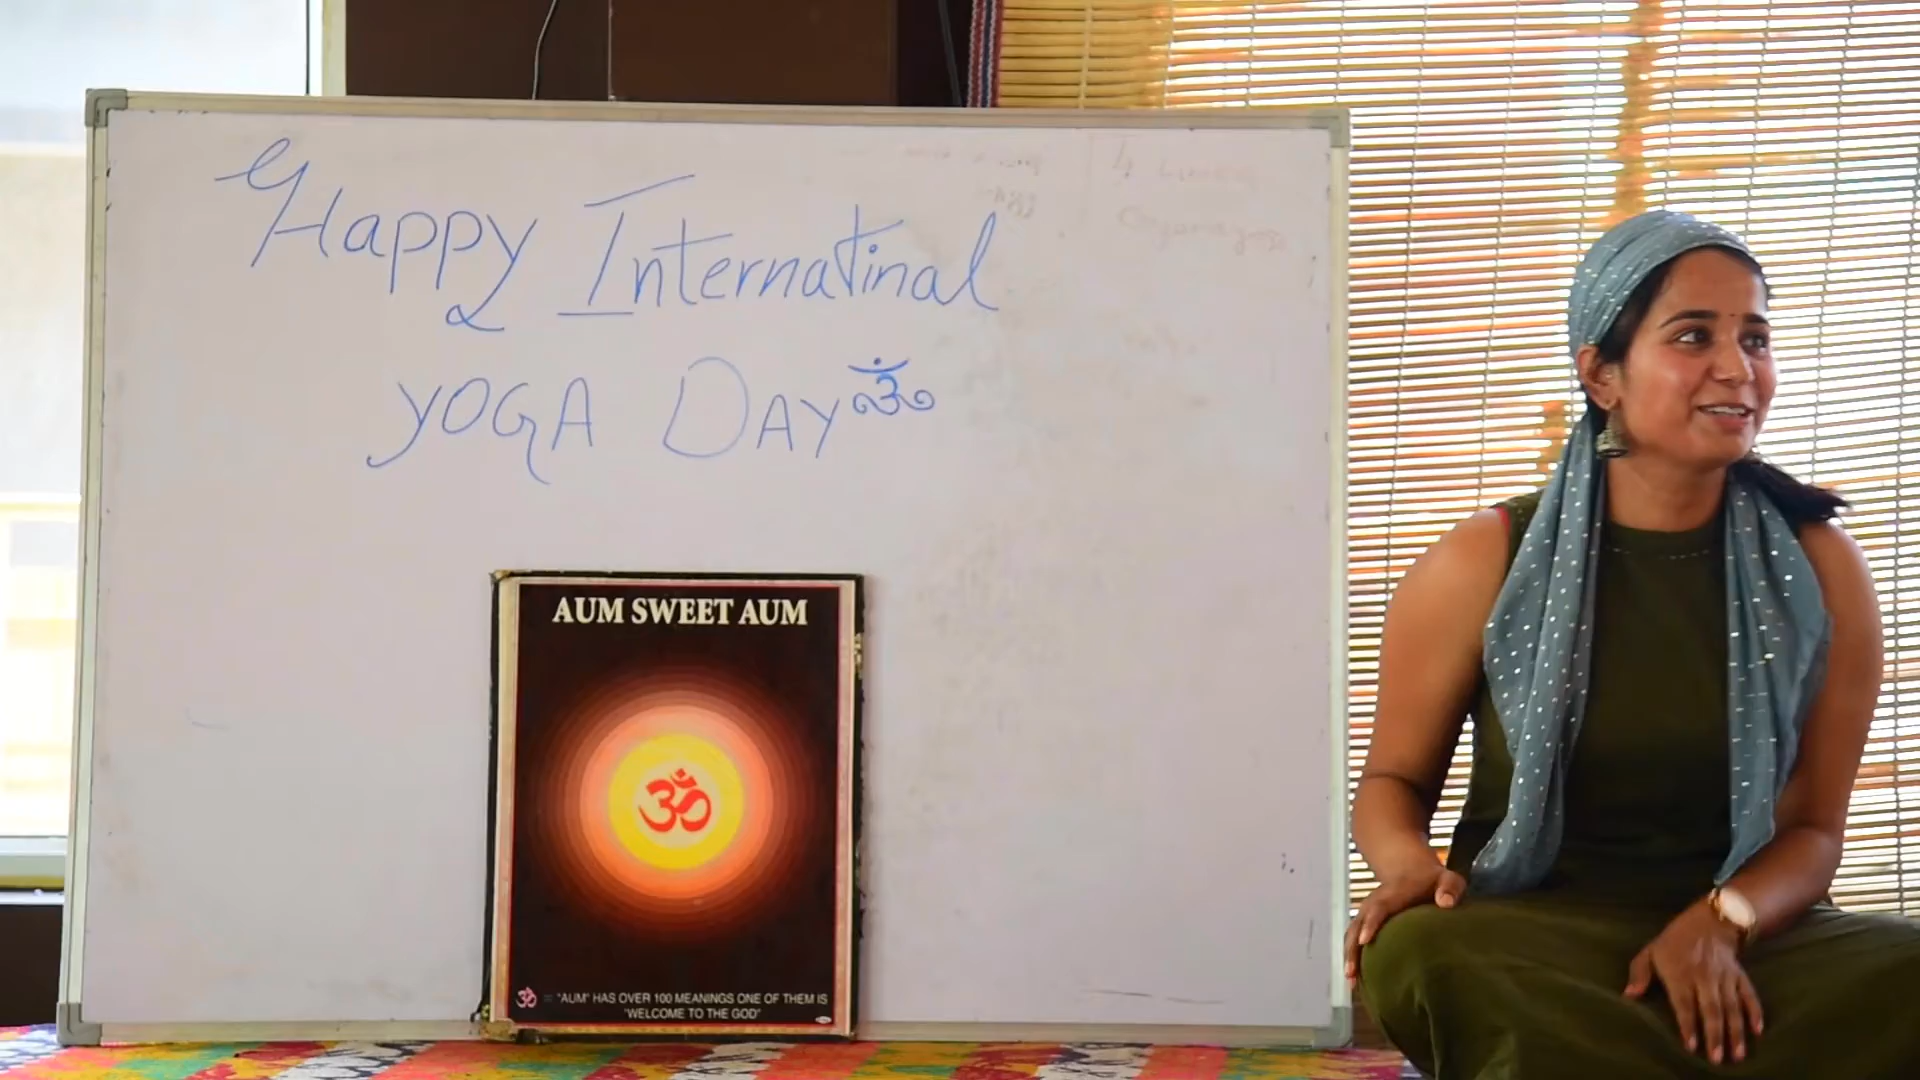 Happy Internatinal
YOGA DAY ॐ
AUM SWEET AUM
ॐ
ॐ = "AUM" HAS OVER 100 MEANINGS ONE OF THEM IS
"WELCOME TO THE GOD"